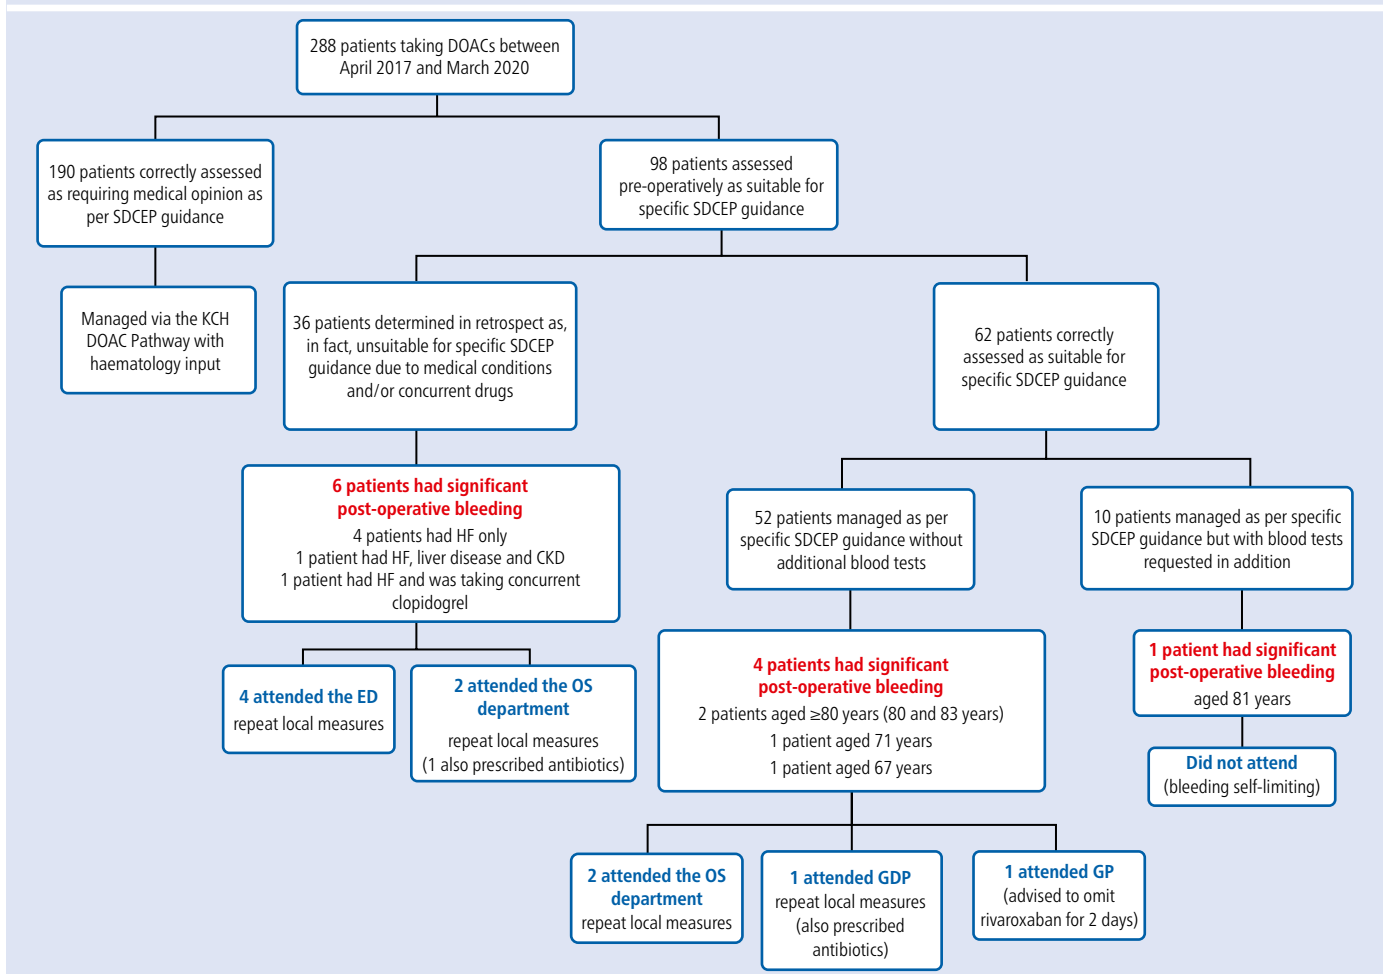 288 patients taking DOACs between
April 2017 and March 2020
190 patients correctly assessed
as requiring medical opinion as
per SDCEP guidance
98 patients assessed
pre-operatively as suitable for
specific SDCEP guidance
Managed via the KCH
DOAC Pathway with
haematology input
36 patients determined in retrospect as,
in fact, unsuitable for specific SDCEP
guidance due to medical conditions
and/or concurrent drugs
62 patients correctly
assessed as suitable for
specific SDCEP guidance
6 patients had significant
post-operative bleeding
4 patients had HF only
1 patient had HF, liver disease and CKD
1 patient had HF and was taking concurrent
clopidogrel
52 patients managed as per
specific SDCEP guidance without
additional blood tests
10 patients managed as per specific
SDCEP guidance but with blood tests
requested in addition
4 attended the ED
repeat local measures
2 attended the OS
department
repeat local measures
(1 also prescribed antibiotics)
4 patients had significant
post-operative bleeding
2 patients aged ≥80 years (80 and 83 years)
1 patient aged 71 years
1 patient aged 67 years
1 patient had significant
post-operative bleeding
aged 81 years
Did not attend
(bleeding self-limiting)
2 attended the OS
department
repeat local measures
1 attended GDP
repeat local measures
(also prescribed
antibiotics)
1 attended GP
(advised to omit
rivaroxaban for 2 days)